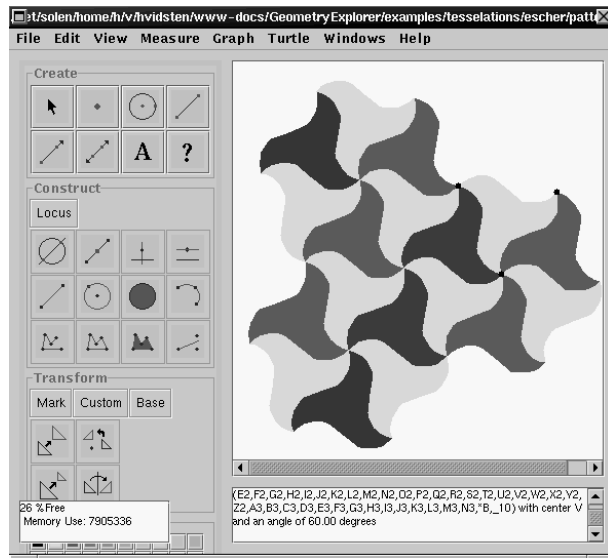 et/solen/home/h/v/hvidsten/www-docs/GeometryExplorer/examples/tesselations/escher/patt
File Edit View Measure Graph Turtle Windows Help
Create
A ?
Construct
Locus
Transform
Mark Custom Base
26 %Free
Memory Use: 7905336
(E2,F2,G2,H2,I2,J2,K2,L2,M2,N2,O2,P2,Q2,R2,S2,T2,U2,V2,W2,X2,Y2,
Z2,A3,B3,C3,D3,E3,F3,G3,H3,I3,J3,K3,L3,M3,N3,*B,_10) with center V
and an angle of 60.00 degrees